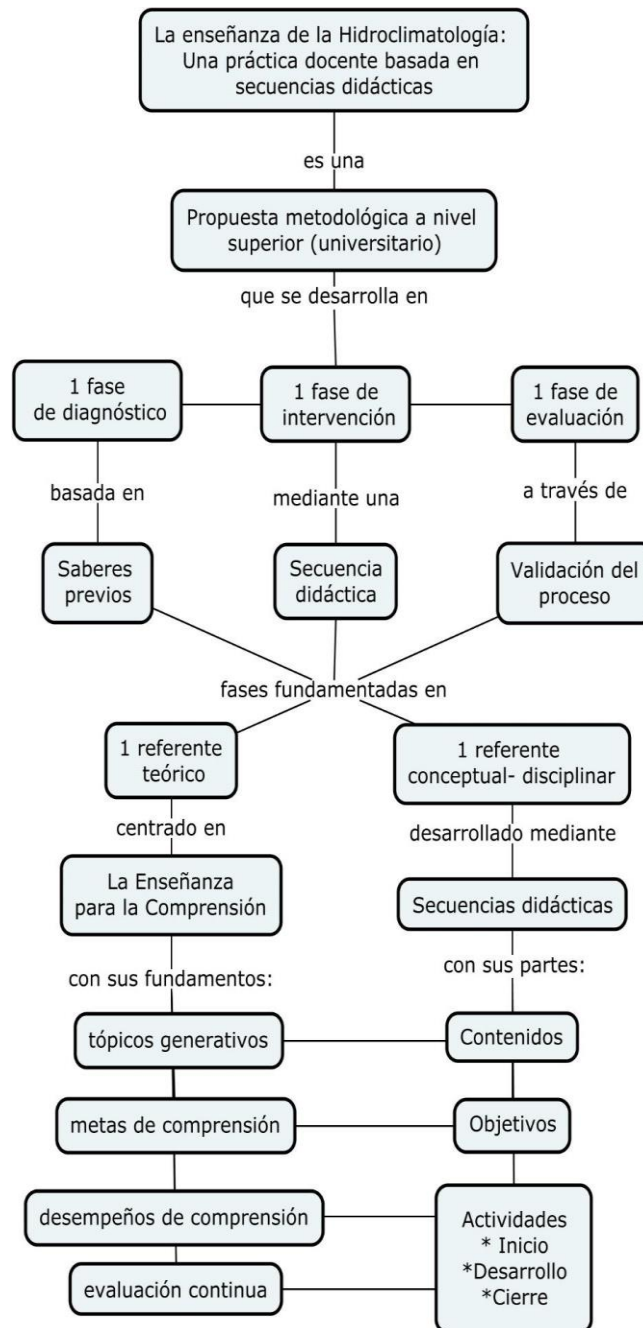 La enseñanza de la Hidroclimatología:
Una práctica docente basada en
secuencias didácticas
es una
Propuesta metodológica a nivel
superior (universitario)
que se desarrolla en
1 fase
de diagnóstico
1 fase de
intervención
1 fase de
evaluación
basada en
mediante una
a través de
Saberes
previos
Secuencia
didáctica
Validación del
proceso
fases fundamentadas en
1 referente
teórico
1 referente
conceptual- disciplinar
centrado en
desarrollado mediante
La Enseñanza
para la Comprensión
Secuencias didácticas
con sus fundamentos:
con sus partes:
tópicos generativos
Contenidos
metas de comprensión
Objetivos
desempeños de comprensión
evaluación continua
Actividades
* Inicio
*Desarrollo
*Cierre